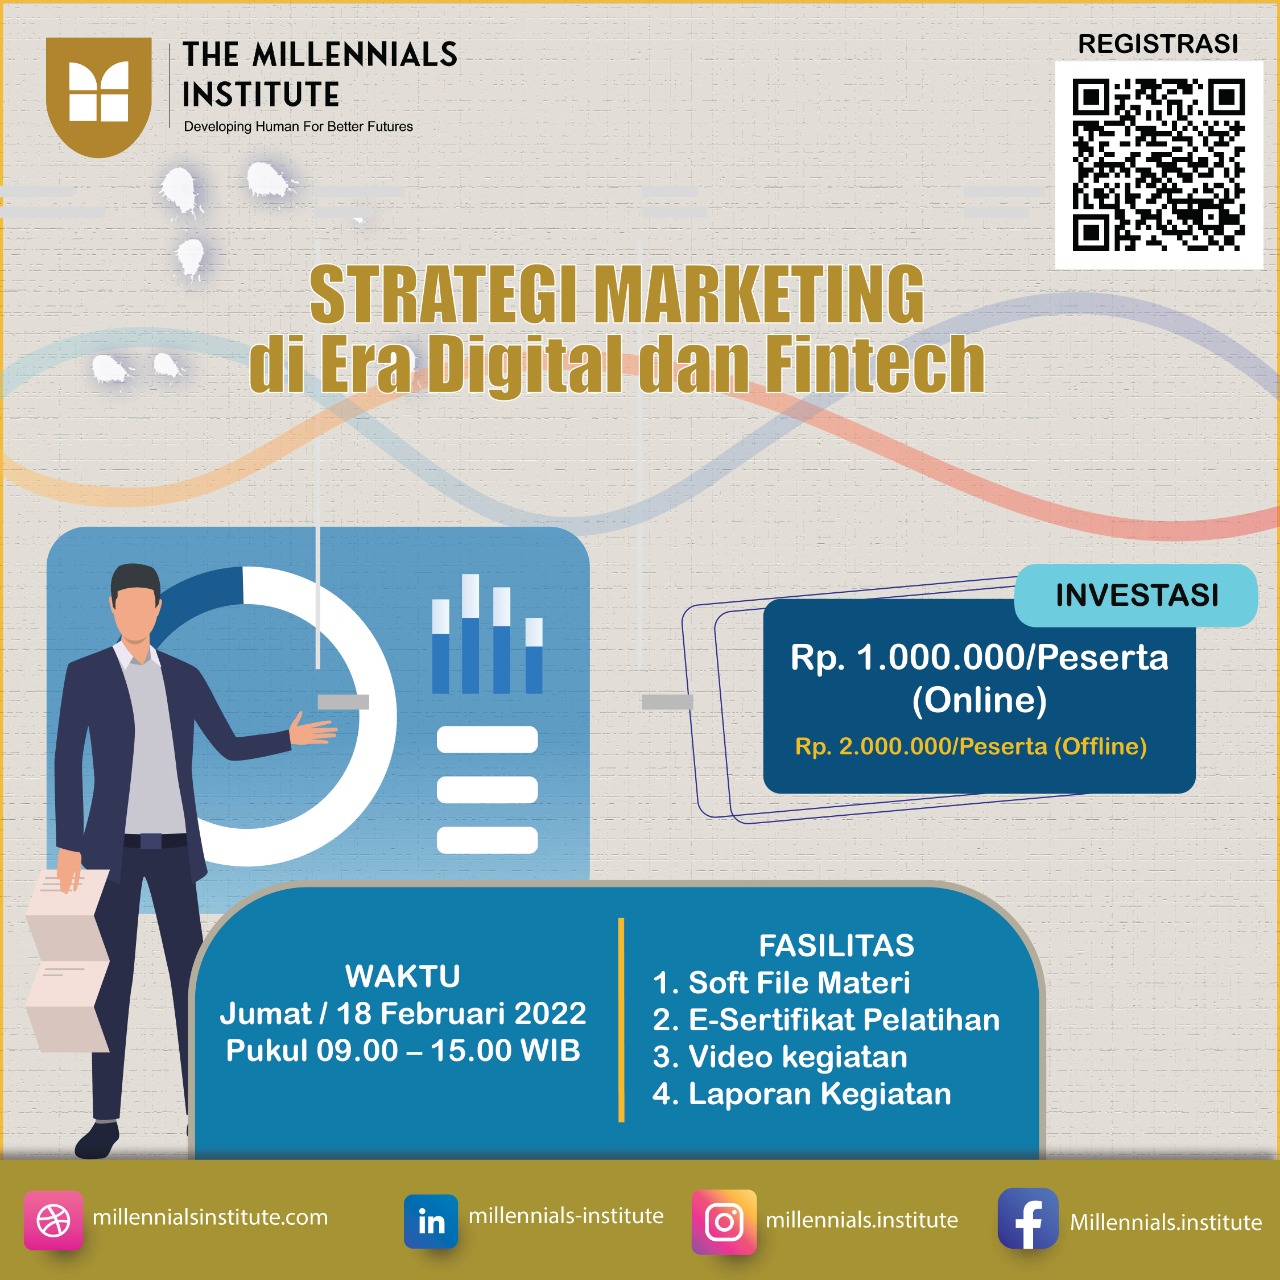 THE MILLENNIALS
INSTITUTE
Developing Human For Better Futures
REGISTRASI
STRATEGI MARKETING
di Era Digital dan Fintech
INVESTASI
Rp. 1.000.000/Peserta
(Online)
Rp. 2.000.000/Peserta (Offline)
WAKTU
Jumat / 18 Februari 2022
Pukul 09.00 – 15.00 WIB
FASILITAS
1. Soft File Materi
2. E-Sertifikat Pelatihan
3. Video kegiatan
4. Laporan Kegiatan
millennialsinstitute.com
in
millennials-institute
millennials.institute
f
Millennials.institute